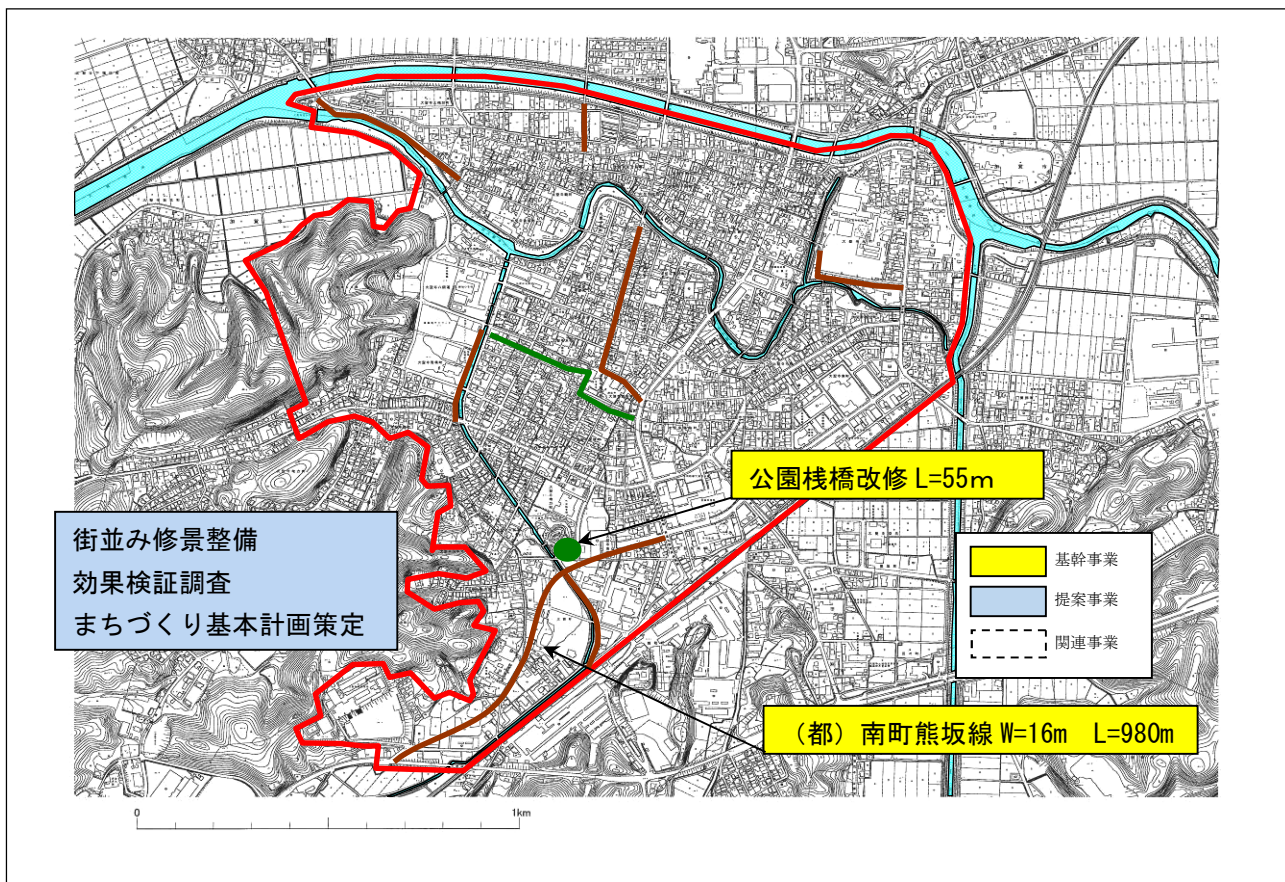 公園桟橋改修 L=55m
街並み修景整備
効果検証調査
まちづくり基本計画策定
基幹事業
提案事業
関連事業
（都）南町熊坂線 W=16m　L=980m
0
1km